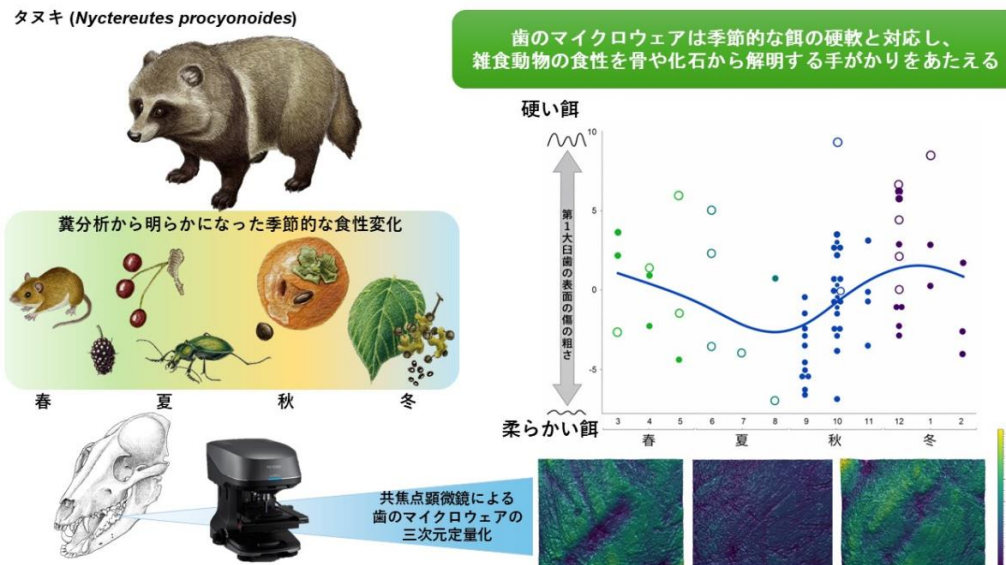 タヌキ (Nyctereutes procyonoides)
歯のマイクロウェアは季節的な餌の硬軟と対応し、
雑食動物の食性を骨や化石から解明する手がかりをあたえる
糞分析から明らかになった季節的な食性変化
春 夏 秋 冬
硬い餌
第1大臼歯の表面の傷の粗さ
柔らかい餌
10
5
0
-5
3 4 5 6 7 8 9 10 11 12 1 2
春 夏 秋 冬
共焦点顕微鏡による
歯のマイクロウェアの
三次元定量化